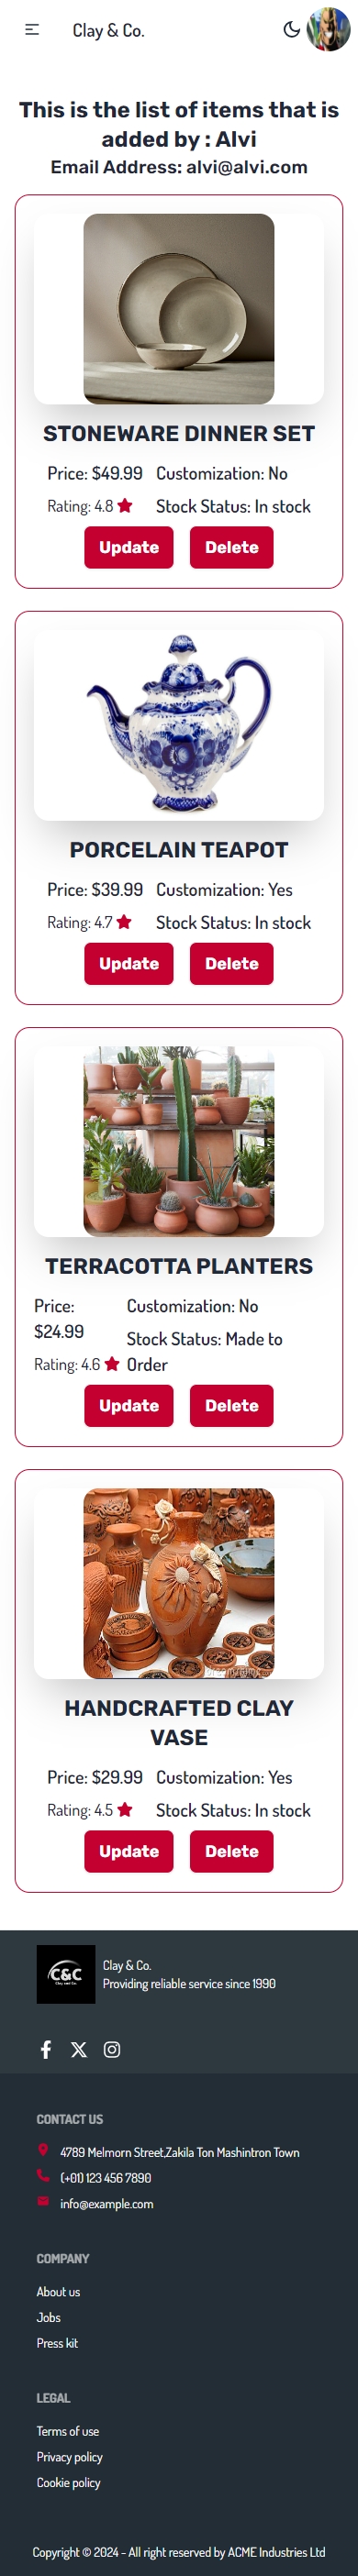 Clay & Co.
This is the list of items that is
added by : Alvi
Email Address: alvi@alvi.com
STONEWARE DINNER SET
Price: $49.99 Customization: No
Rating: 4.8 Stock Status: In stock
Update Delete
PORCELAIN TEAPOT
Price: $39.99 Customization: Yes
Rating: 4.7 Stock Status: In stock
Update Delete
TERRACOTTA PLANTERS
Price:
$24.99
Rating: 4.6
Customization: No
Stock Status: Made to
Order
Update Delete
HANDCRAFTED CLAY
VASE
Price: $29.99 Customization: Yes
Rating: 4.5 Stock Status: In stock
Update Delete
C&C
Clay and Co.
Clay & Co.
Providing reliable service since 1990
CONTACT US
4789 Melmorn Street,Zakila Ton Mashintron Town
(+01) 123 456 7890
info@example.com
COMPANY
About us
Jobs
Press kit
LEGAL
Terms of use
Privacy policy
Cookie policy
Copyright © 2024 - All right reserved by ACME Industries Ltd